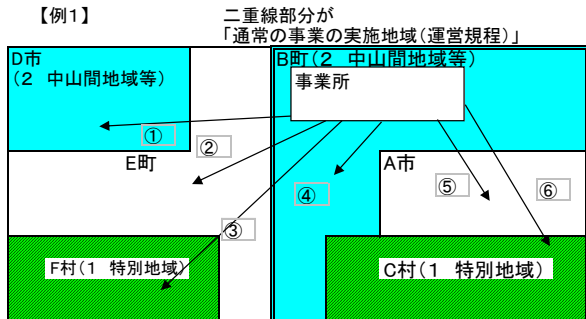 【例1】
二重線部分が
「通常の事業の実施地域(運営規程)」
D市
(2 中山間地域等)
B町(2 中山間地域等)
事業所
①
②
E町
A市
③
④
⑤
⑥
F村(1 特別地域)
C村(1 特別地域)